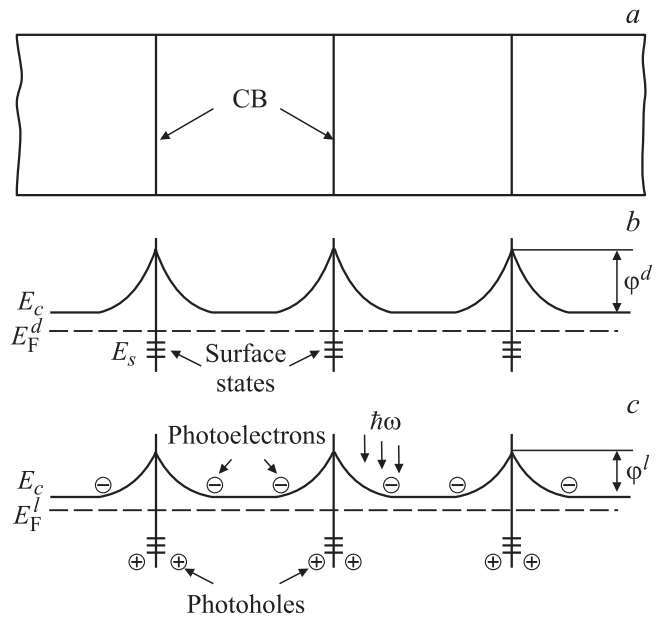 a
CB
b
φ^d
E_c
E_F^d
E_s
Surface
states
c
ħω
Photoelectrons
φ^l
E_c
E_F^l
Photoholes